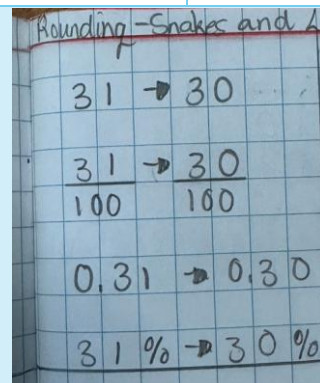 Rounding - Snakes and
31 → 30
31/100 → 30/100
0.31 → 0.30
31% → 30%